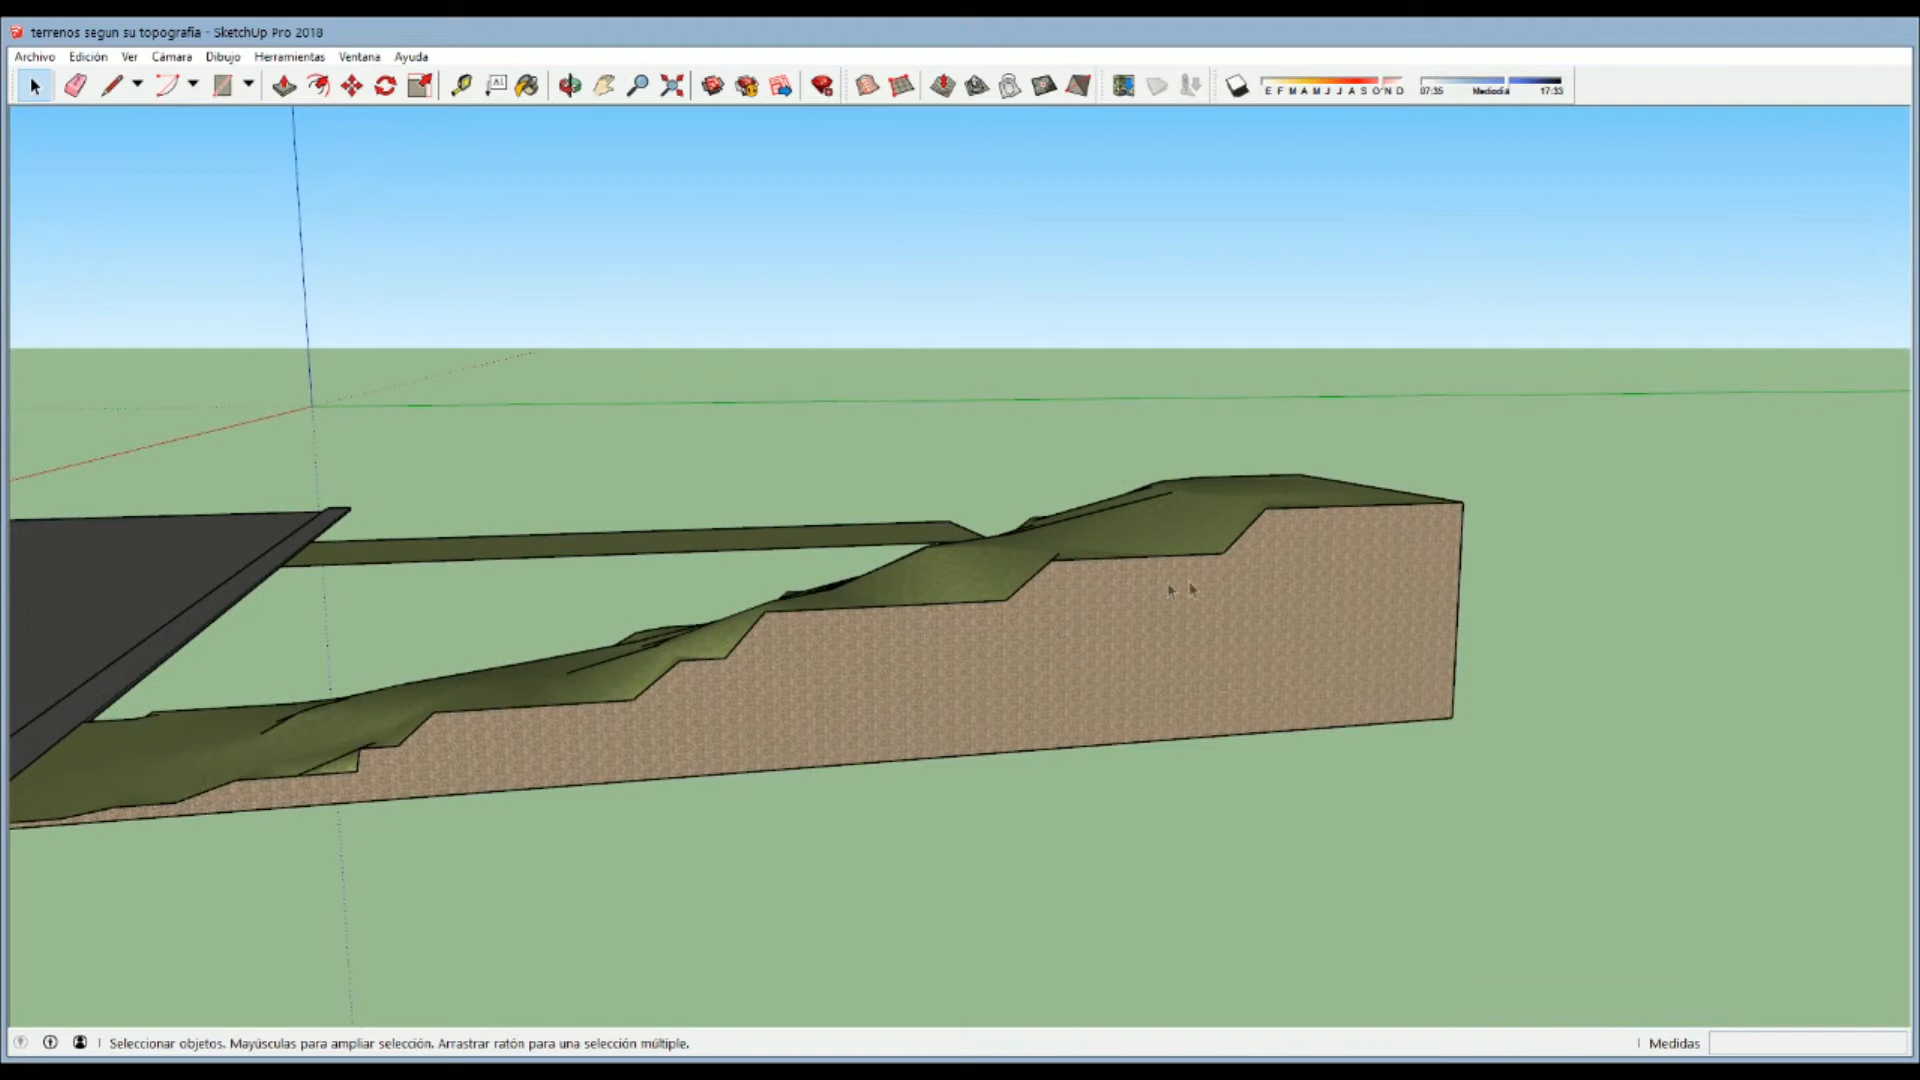 terrenos segun su topografia - SketchUp Pro 2018
Archivo Edición Ver Cámara Dibujo Herramientas Ventana Ayuda
A1
E F M A M J J A S O N D 07:35 Mediodía 17:33
Seleccionar objetos. Mayúsculas para ampliar selección. Arrastrar ratón para una selección múltiple. Medidas